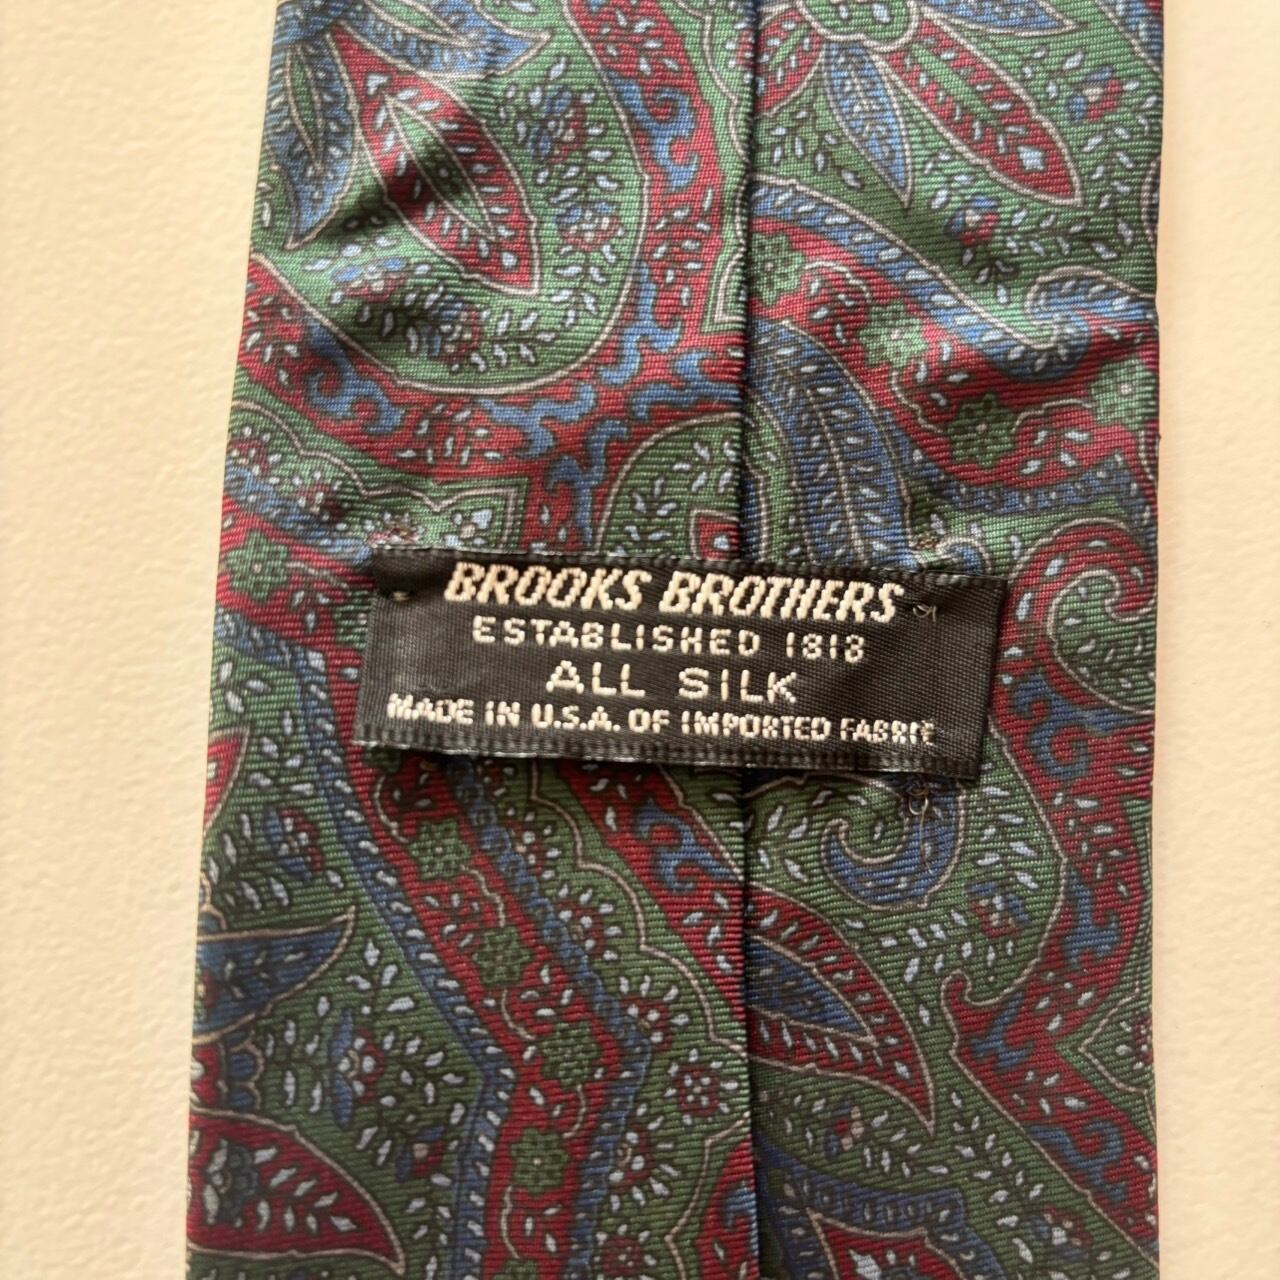 BROOKS BROTHERS
ESTABLISHED 1818
ALL SILK
MADE IN U.S.A. OF IMPORTED FABRIC